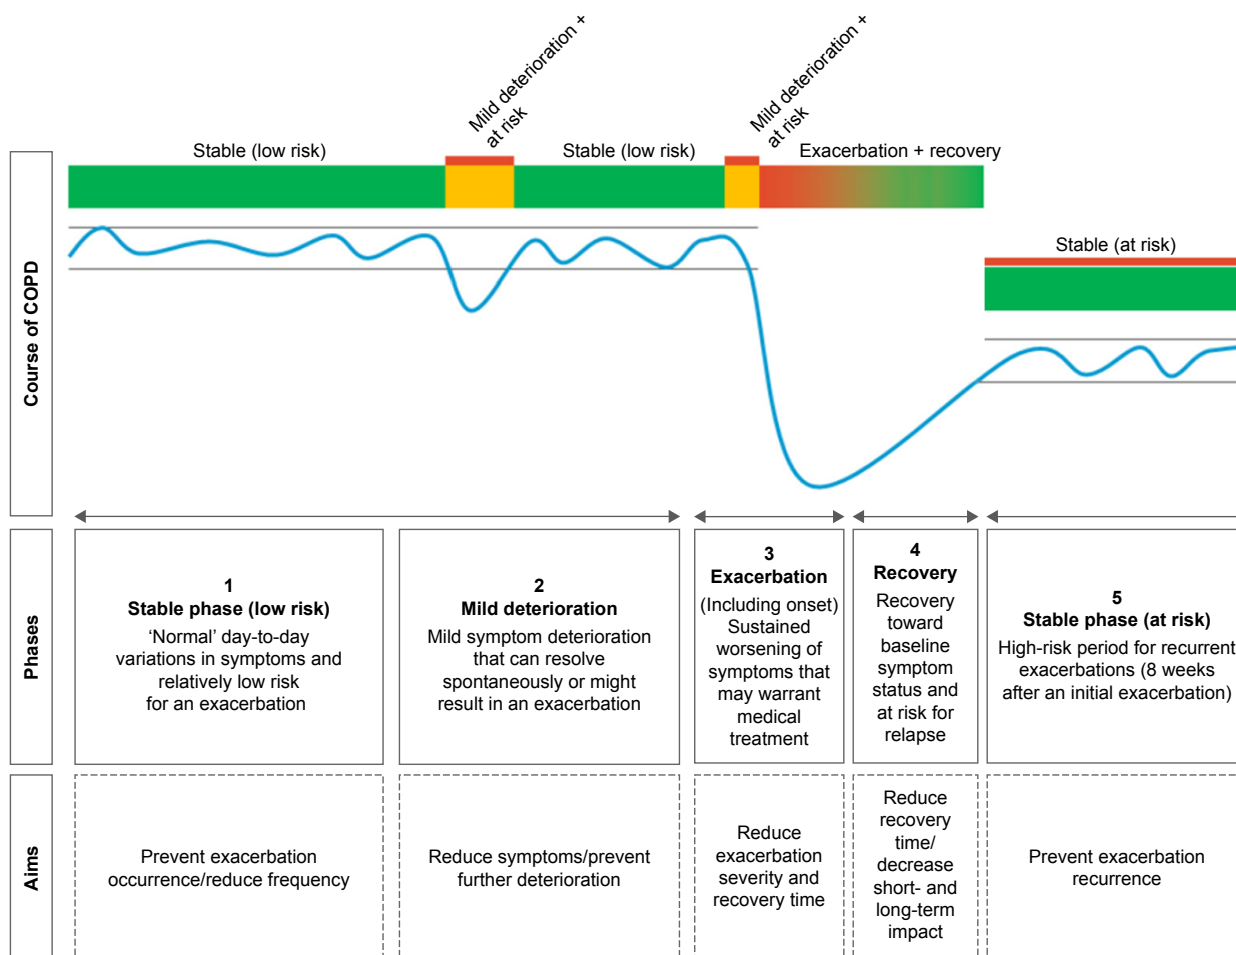 Mild deterioration +
at risk
Mild deterioration +
at risk
Stable (low risk)
Stable (low risk)
Exacerbation + recovery
Stable (at risk)
Course of COPD
Phases
1
Stable phase (low risk)
‘Normal’ day-to-day
variations in symptoms and
relatively low risk
for an exacerbation
2
Mild deterioration
Mild symptom deterioration
that can resolve
spontaneously or might
result in an exacerbation
3
Exacerbation
(Including onset)
Sustained
worsening of
symptoms that
may warrant
medical
treatment
4
Recovery
Recovery
toward
baseline
symptom
status and
at risk for
relapse
5
Stable phase (at risk)
High-risk period for recurrent
exacerbations (8 weeks
after an initial exacerbation)
Aims
Prevent exacerbation
occurrence/reduce frequency
Reduce symptoms/prevent
further deterioration
Reduce
exacerbation
severity and
recovery time
Reduce
recovery
time/
decrease
short- and
long-term
impact
Prevent exacerbation
recurrence